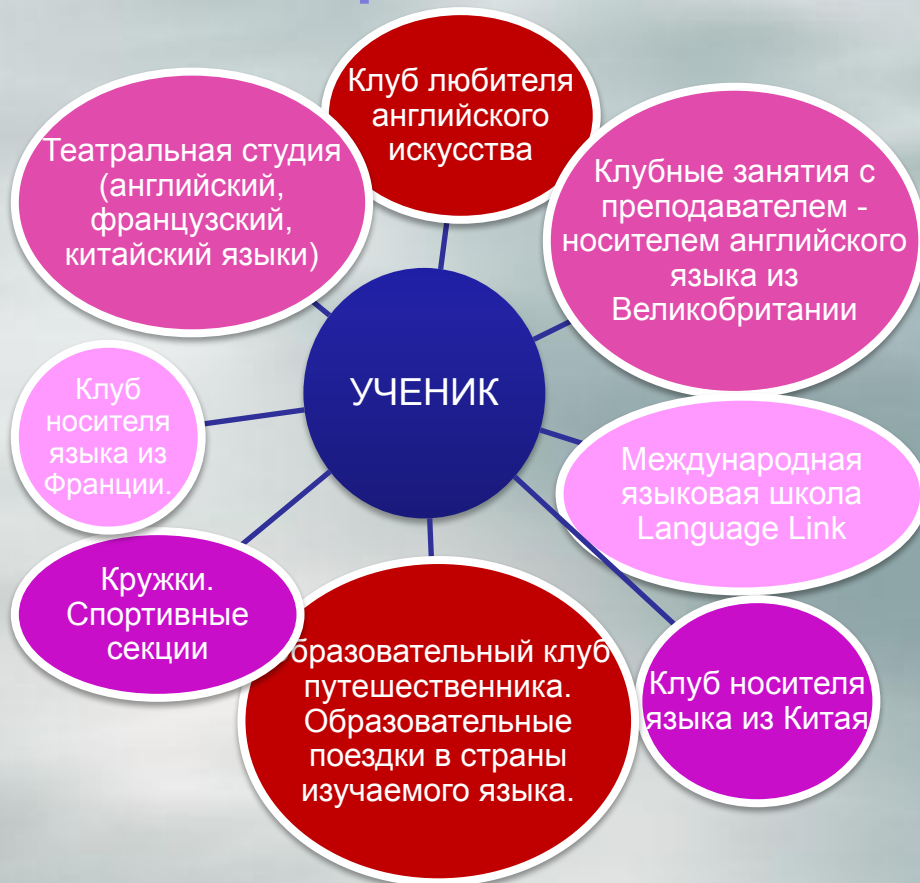 Клуб любителя
английского
искусства
Театральная студия
(английский,
французский,
китайский языки)
Клубные занятия с
преподавателем -
носителем английского
языка из
Великобритании
УЧЕНИК
Клуб
носителя
языка из
Франции.
Международная
языковая школа
Language Link
Кружки.
Спортивные
секции
бразовательный клуб
путешественника.
Образовательные
поездки в страны
изучаемого языка.
Клуб носителя
языка из Китая